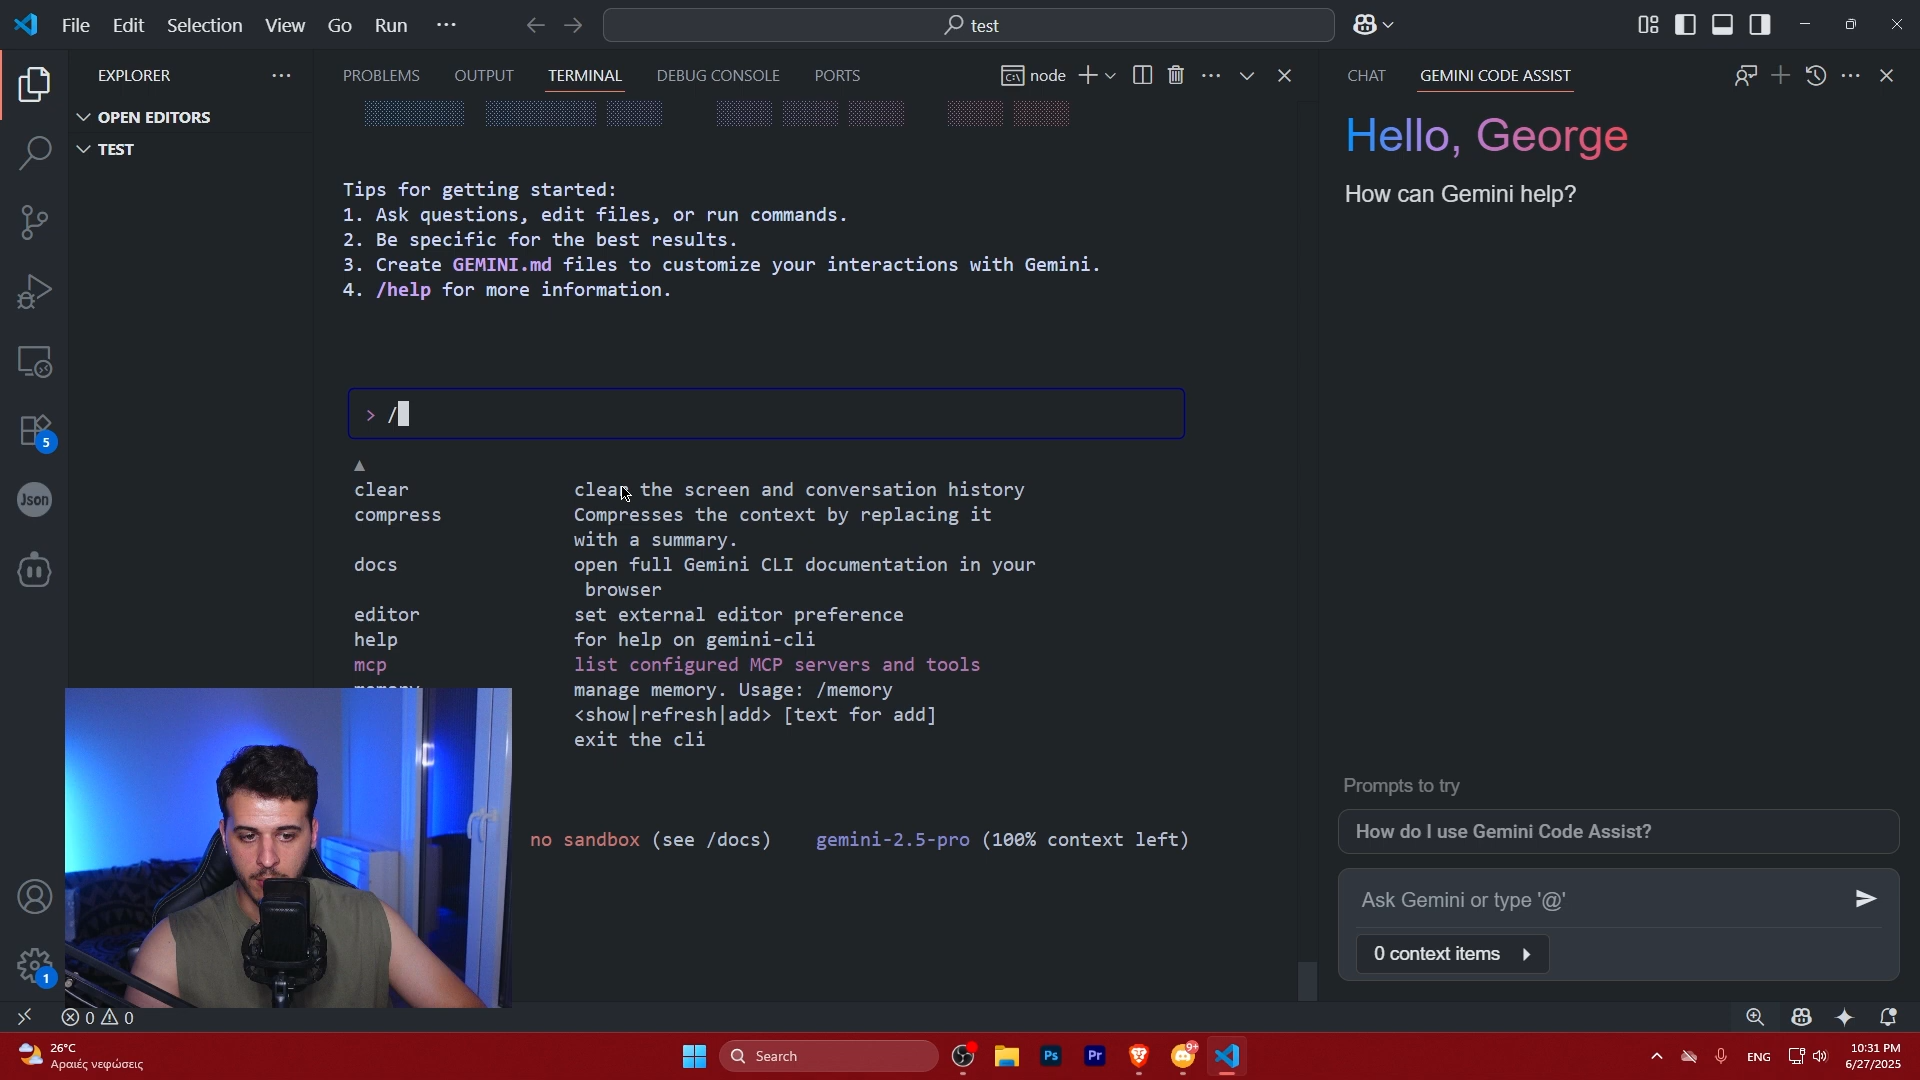 File Edit Selection View Go Run ···
test
EXPLORER
OPEN EDITORS
TEST
PROBLEMS OUTPUT TERMINAL DEBUG CONSOLE PORTS
node
Tips for getting started:
1. Ask questions, edit files, or run commands.
2. Be specific for the best results.
3. Create GEMINI.md files to customize your interactions with Gemini.
4. /help for more information.
> /
▲
clear clear the screen and conversation history
compress Compresses the context by replacing it
with a summary.
docs open full Gemini CLI documentation in your
browser
editor set external editor preference
help for help on gemini-cli
mcp list configured MCP servers and tools
manage memory. Usage: /memory
<show|refresh|add> [text for add]
exit the cli
no sandbox (see /docs) gemini-2.5-pro (100% context left)
CHAT GEMINI CODE ASSIST
Hello, George
How can Gemini help?
Prompts to try
How do I use Gemini Code Assist?
Ask Gemini or type '@'
0 context items
Json
5
1
0 0
26°C
Αραιές νεφώσεις
Search
Ps
Pr
9+
ENG
10:31 PM
6/27/2025